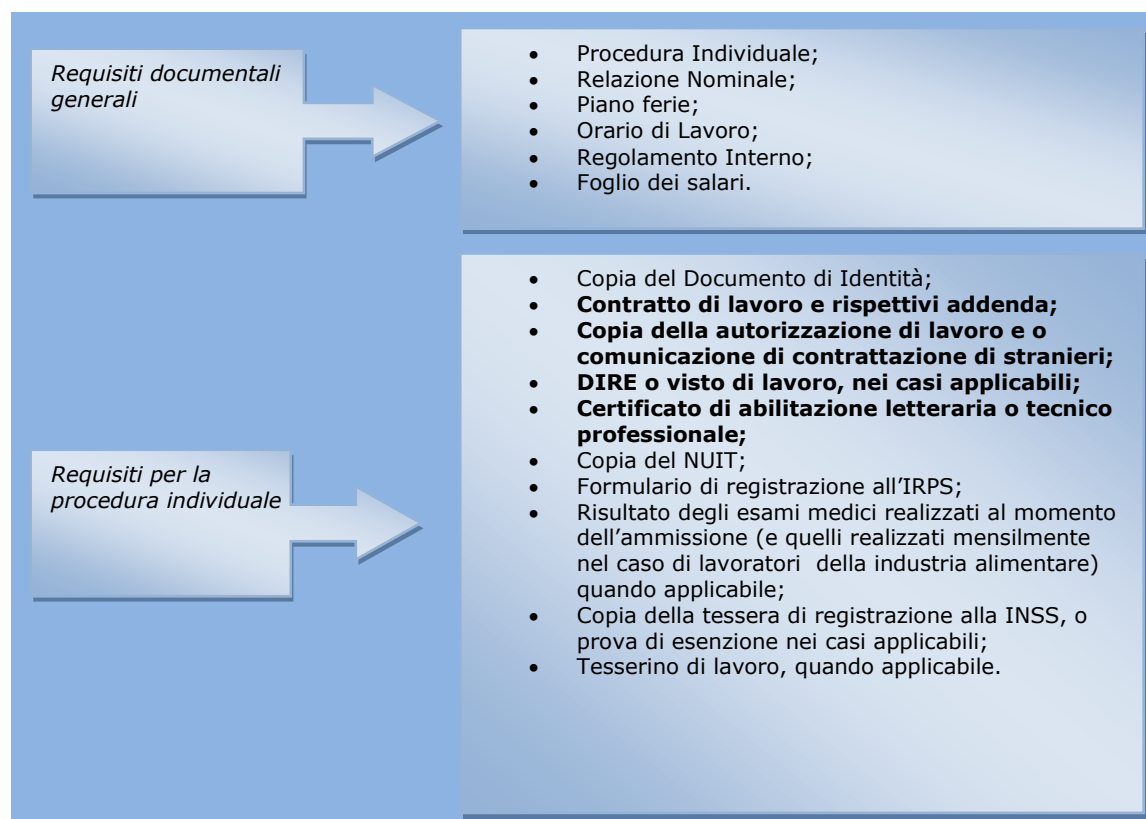 Requisiti documentali
generali
• Procedura Individuale;
• Relazione Nominale;
• Piano ferie;
• Orario di Lavoro;
• Regolamento Interno;
• Foglio dei salari.
Requisiti per la
procedura individuale
• Copia del Documento di Identità;
• Contratto di lavoro e rispettivi addenda;
• Copia della autorizzazione di lavoro e o
comunicazione di contrattazione di stranieri;
• DIRE o visto di lavoro, nei casi applicabili;
• Certificato di abilitazione letteraria o tecnico
professionale;
• Copia del NUIT;
• Formulario di registrazione all’IRPS;
• Risultato degli esami medici realizzati al momento
dell’ammissione (e quelli realizzati mensilmente
nel caso di lavoratori della industria alimentare)
quando applicabile;
• Copia della tessera di registrazione alla INSS, o
prova di esenzione nei casi applicabili;
• Tesserino di lavoro, quando applicabile.